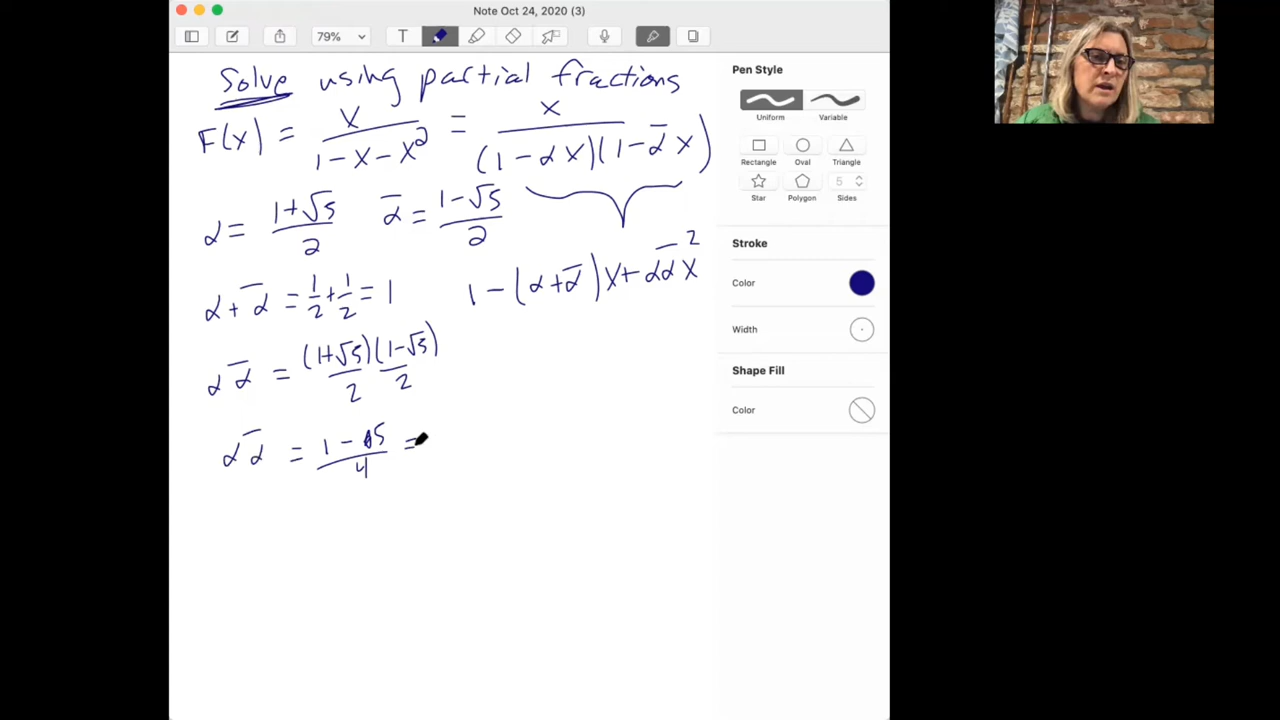 Note Oct 24, 2020 (3)
79%
T
Solve using partial fractions
F(x) = x / (1 - x - x²) = x / ((1 - αx)(1 - ᾱx))
α = (1 + √5) / 2   ᾱ = (1 - √5) / 2
α + ᾱ = 1/2 + 1/2 = 1   1 - (α + ᾱ)x + αᾱx²
αᾱ = (1+√5)/2 (1-√5)/2
αᾱ = (1 - 5) / 4 =
Pen Style
Uniform
Variable
Rectangle
Oval
Triangle
Star
Polygon
5
Sides
Stroke
Color
Width
Shape Fill
Color